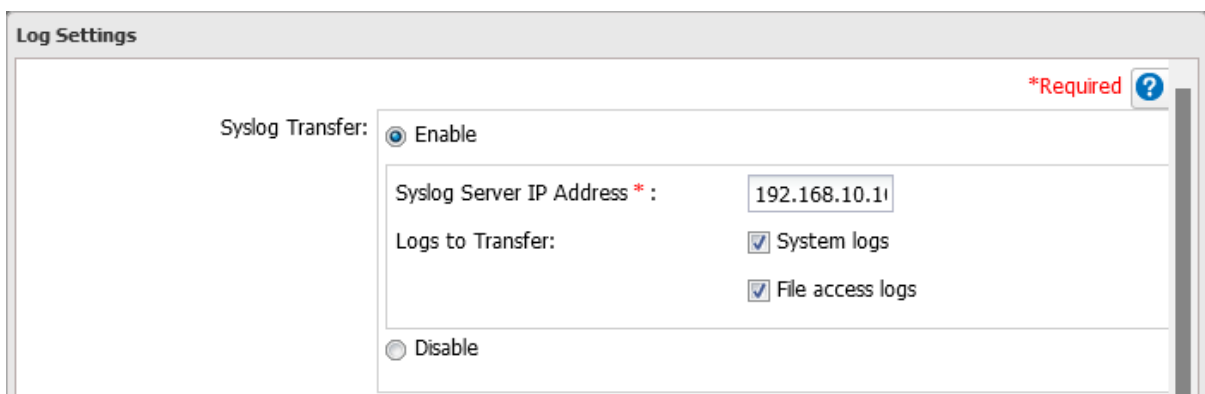 Log Settings
*Required ?
Syslog Transfer: Enable
Syslog Server IP Address * :
Logs to Transfer: System logs
File access logs
Disable